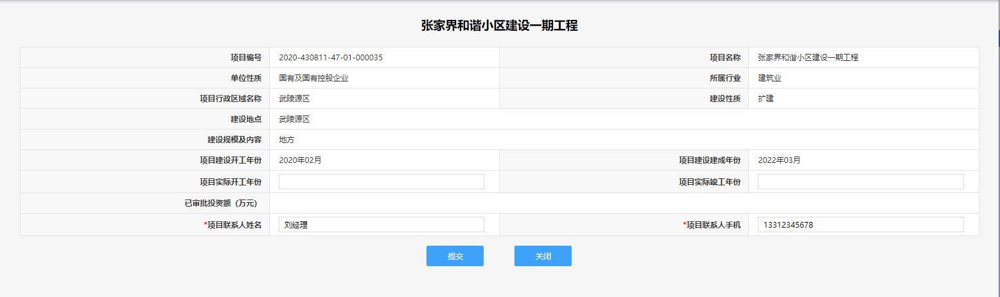 张家界和谐小区建设一期工程
项目编号 2020-430811-47-01-000035 项目名称 张家界和谐小区建设一期工程
单位性质 国有及国有控股企业 所属行业 建筑业
项目行政区域名称 武陵源区 建设性质 扩建
建设地点 武陵源区
建设规模及内容 地方
项目建设开工年份 2020年02月 项目建设建成年份 2022年03月
项目实际开工年份 项目实际竣工年份
已审批投资额（万元）
*项目联系人姓名 刘经理 *项目联系人手机 13312345678
提交 关闭